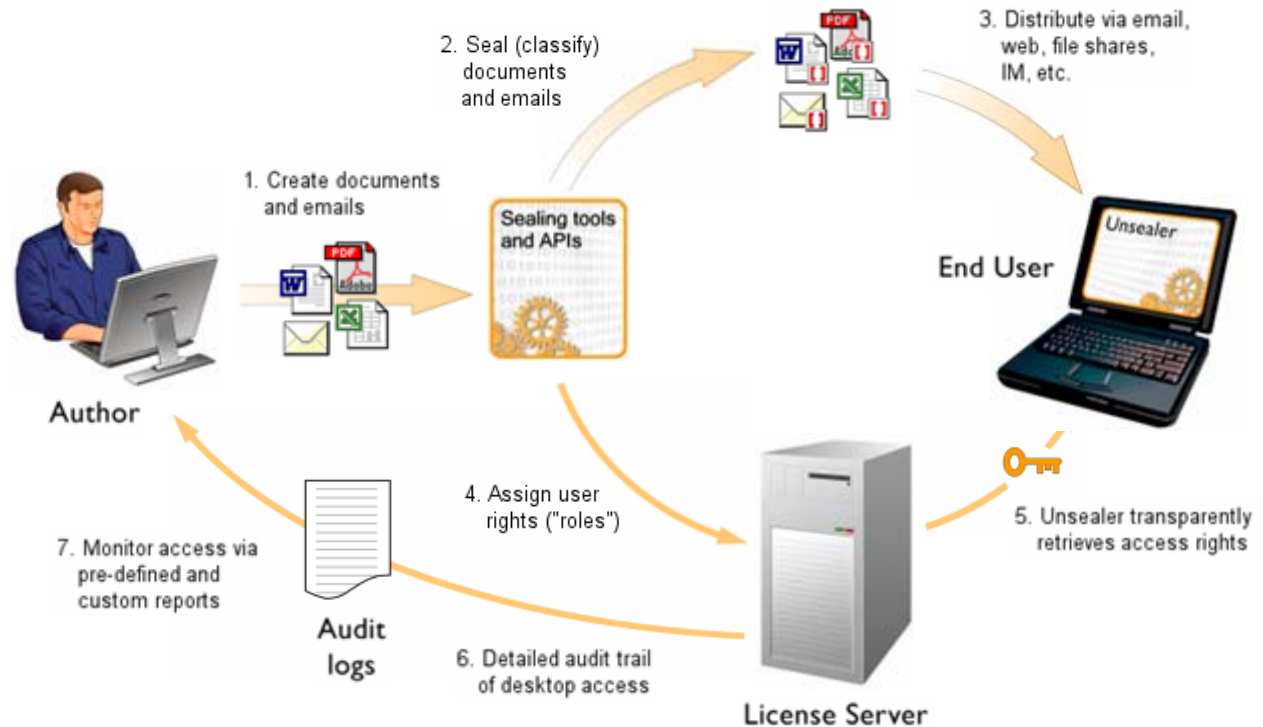 2. Seal (classify)
documents
and emails
PDF
Adobe
W
X
3. Distribute via email,
web, file shares,
IM, etc.
1. Create documents
and emails
PDF
Adobe
W
X
Sealing tools
and APIs
Unsealer
End User
Author
4. Assign user
rights ("roles")
5. Unsealer transparently
retrieves access rights
7. Monitor access via
pre-defined and
custom reports
Audit
logs
6. Detailed audit trail
of desktop access
License Server